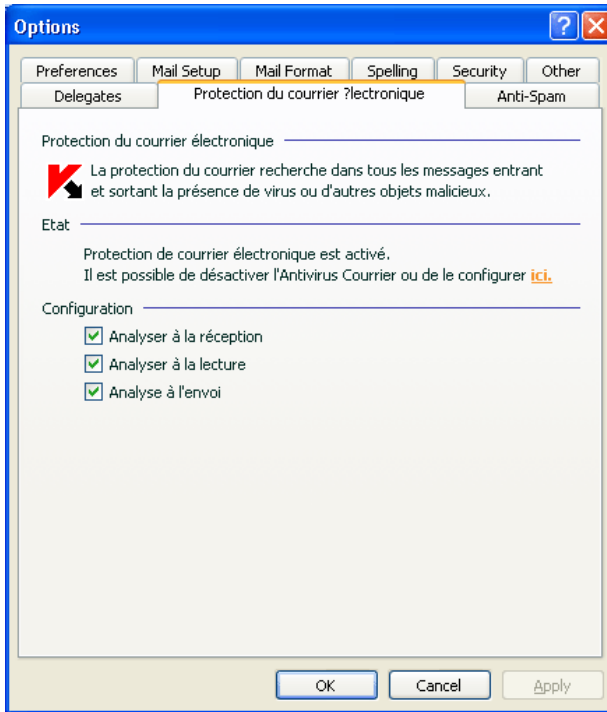 Options
Preferences Mail Setup Mail Format Spelling Security Other
Delegates Protection du courrier ?lectronique Anti-Spam
Protection du courrier électronique
La protection du courrier recherche dans tous les messages entrant
et sortant la présence de virus ou d'autres objets malicieux.
Etat
Protection de courrier électronique est activé.
Il est possible de désactiver l'Antivirus Courrier ou de le configurer ici.
Configuration
Analyser à la réception
Analyser à la lecture
Analyse à l'envoi
OK Cancel Apply